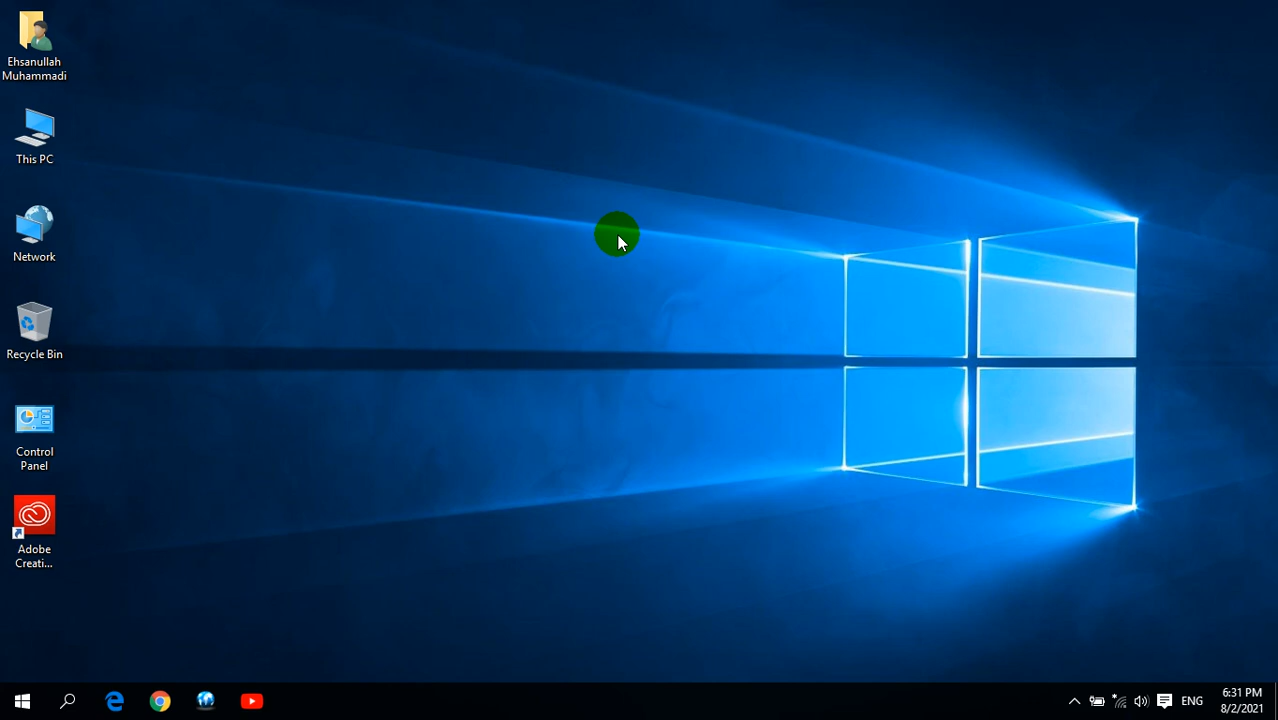 Ehsanullah
Muhammadi
This PC
Network
Recycle Bin
Control
Panel
Adobe
Creati...
ENG
6:31 PM
8/2/2021